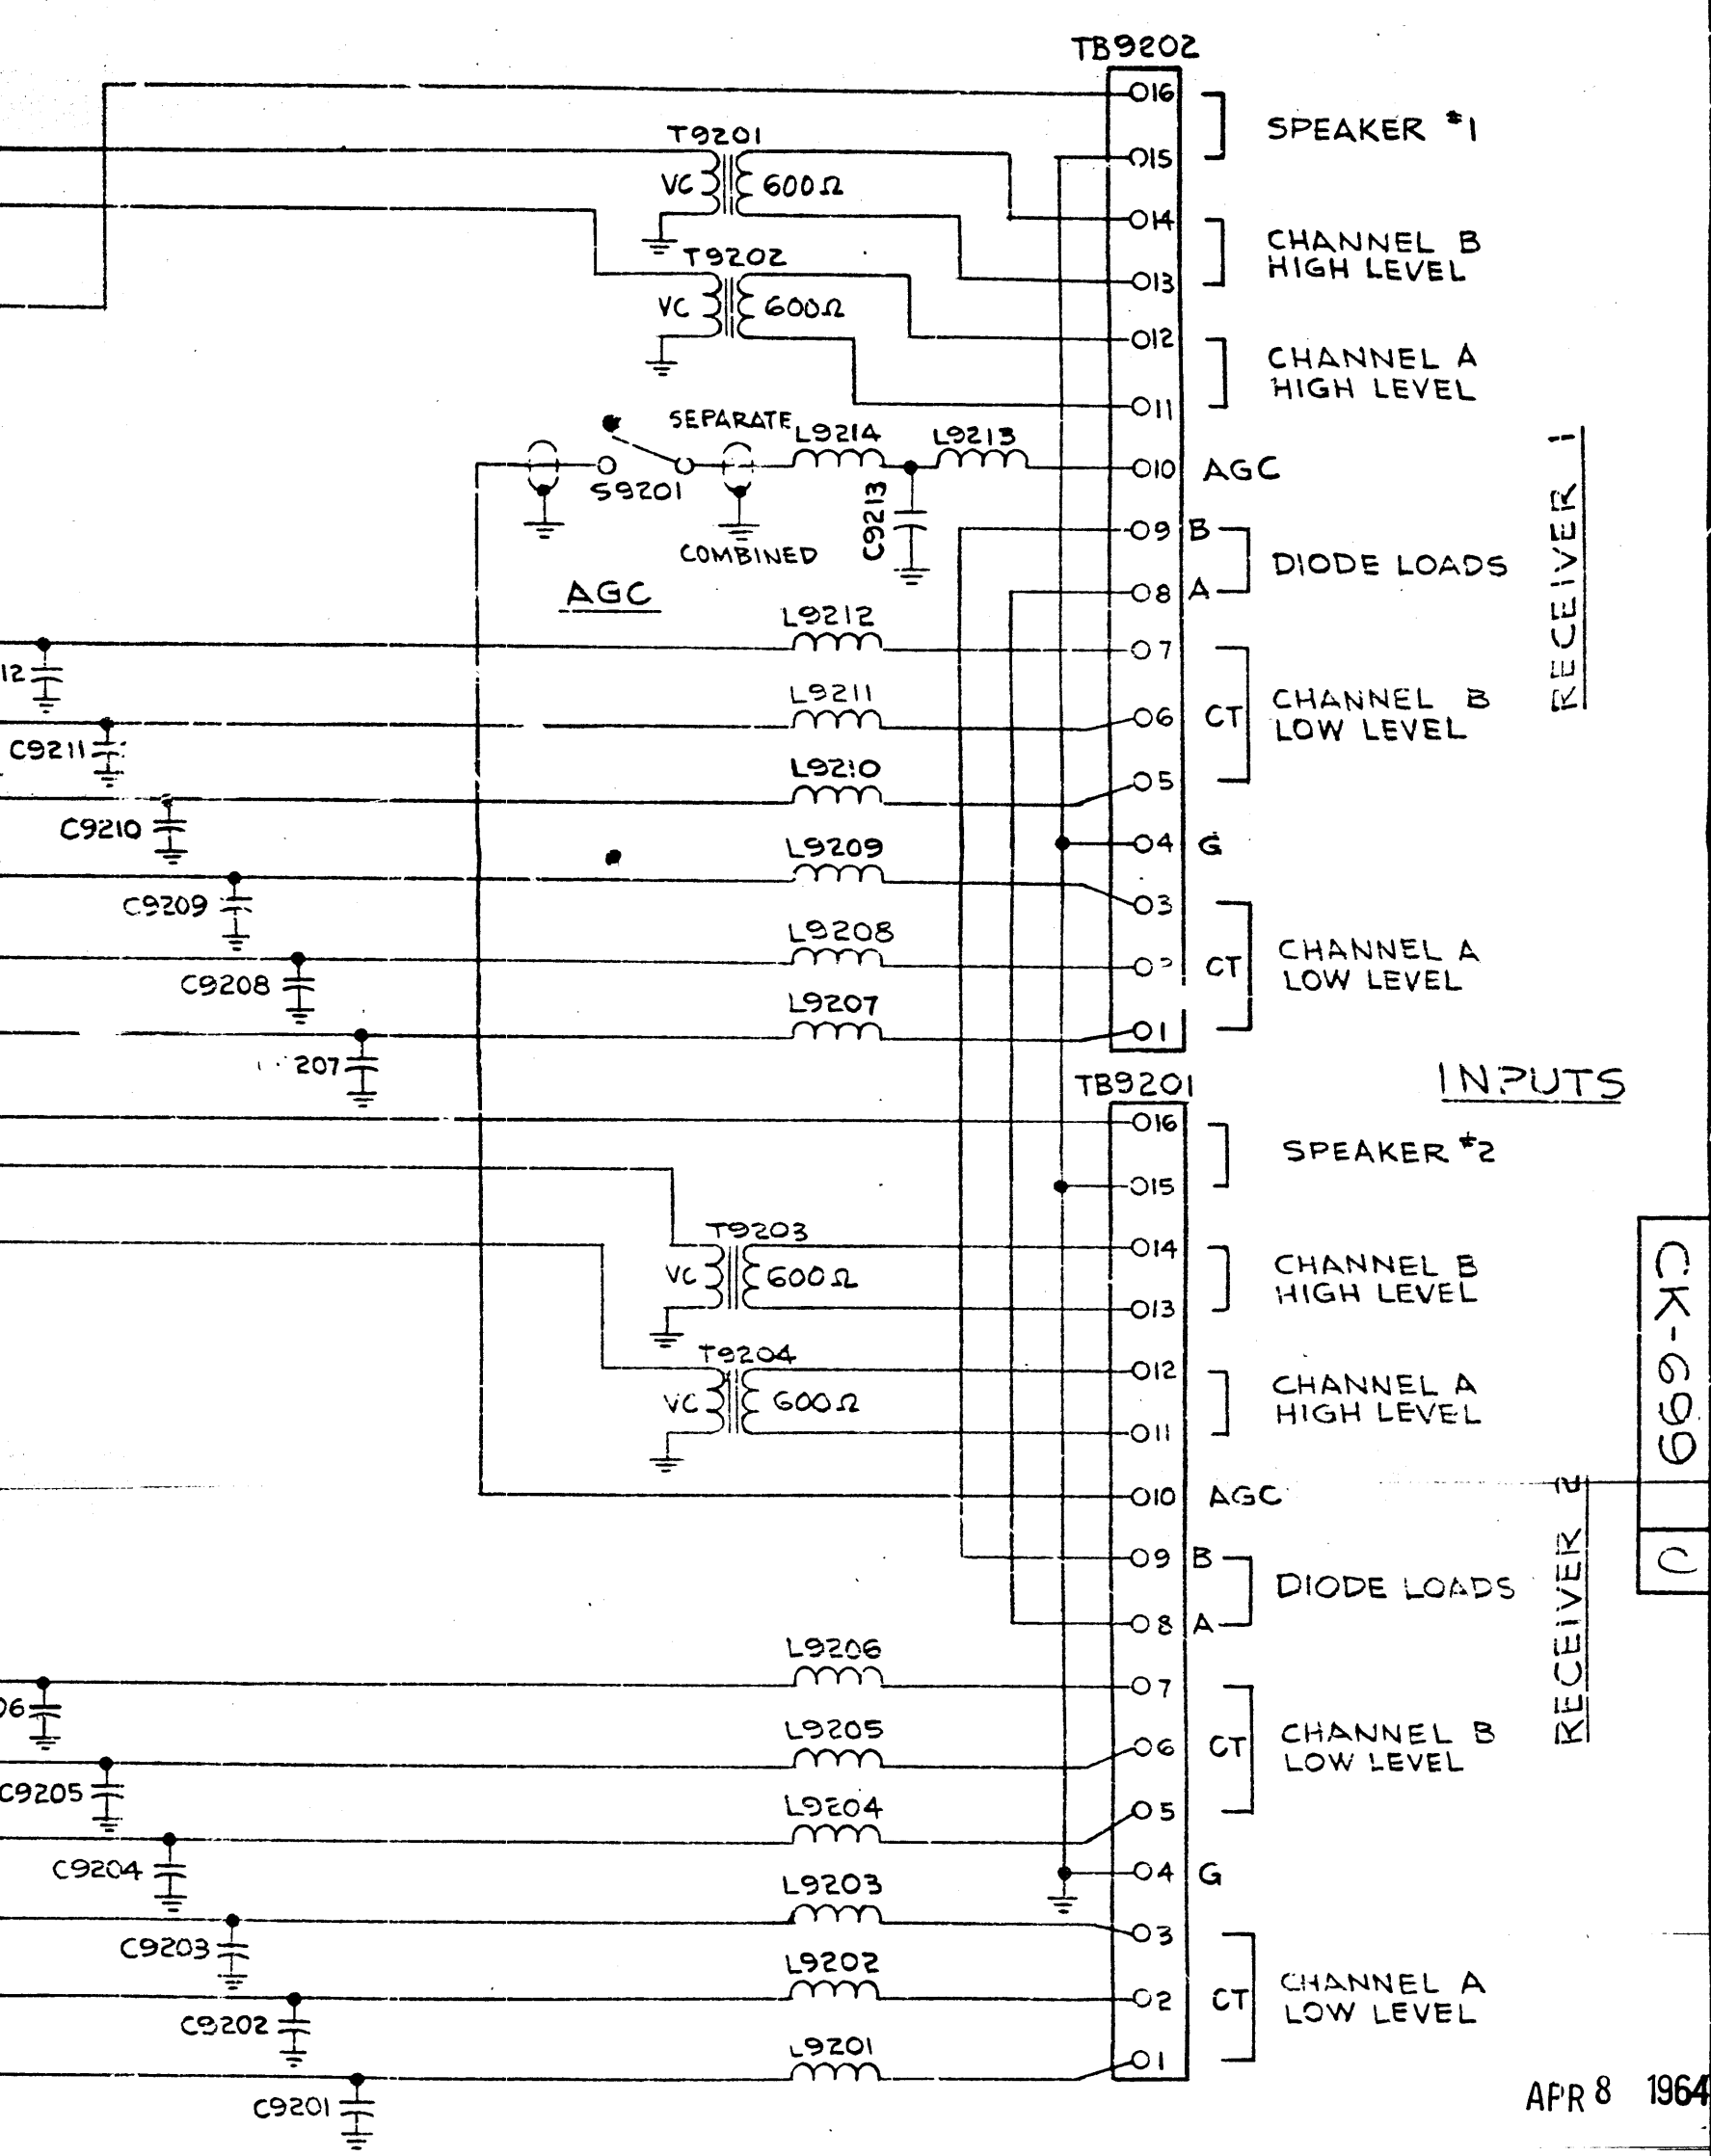 TB9202
16
SPEAKER #1
15
T9201
VC
600Ω
14
CHANNEL B
HIGH LEVEL
13
T9202
VC
600Ω
12
CHANNEL A
HIGH LEVEL
11
SEPARATE
L9214
L9213
10 AGC
S9201
C9213
COMBINED
AGC
9 B
DIODE LOADS
8 A
RECEIVER 1
L9212
7
12
L9211
6 CT
CHANNEL B
LOW LEVEL
C9211
L9210
5
C9210
4 G
L9209
3
C9209
L9208
2 CT
CHANNEL A
LOW LEVEL
C9208
L9207
1
207
INPUTS
TB9201
16
SPEAKER #2
15
T9203
VC
600Ω
14
CHANNEL B
HIGH LEVEL
13
T9204
VC
600Ω
12
CHANNEL A
HIGH LEVEL
11
CK-699
10 AGC
9 B
DIODE LOADS
8 A
RECEIVER 2
L9206
7
06
L9205
6 CT
CHANNEL B
LOW LEVEL
C9205
L9204
5
C9204
4 G
L9203
3
C9203
L9202
2 CT
CHANNEL A
LOW LEVEL
C9202
L9201
1
C9201
APR 8 1964